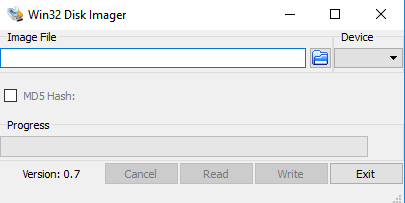 Win32 Disk Imager
Image File
Device
MD5 Hash:
Progress
Version: 0.7
Cancel
Read
Write
Exit